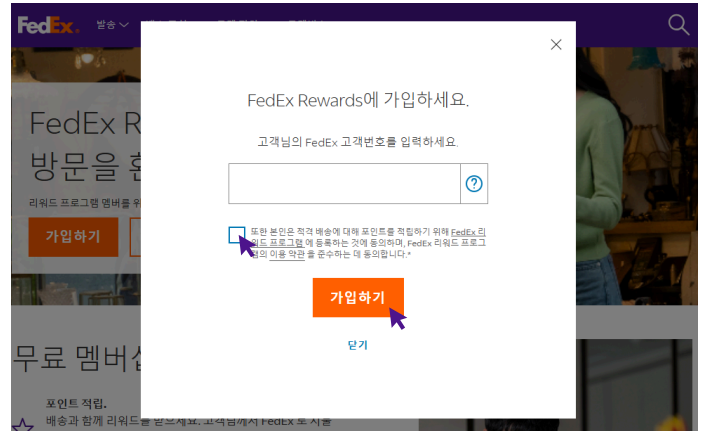 FedEx.
발송
FedEx Rewards에 가입하세요.
고객님의 FedEx 고객번호를 입력하세요.
?
또한 본인은 적격 배송에 대해 포인트를 적립하기 위해 FedEx 리
워드 프로그램 에 등록하는 것에 동의하며, FedEx 리워드 프로그
램의 이용 약관 을 준수하는 데 동의합니다.*
가입하기
닫기
FedEx R
방문을 환
리워드 프로그램 멤버를 위
가입하기
무료 멤버십
포인트 적립.
배송과 함께 리워드를 받으세요. 고객님께서 FedEx 로 지불